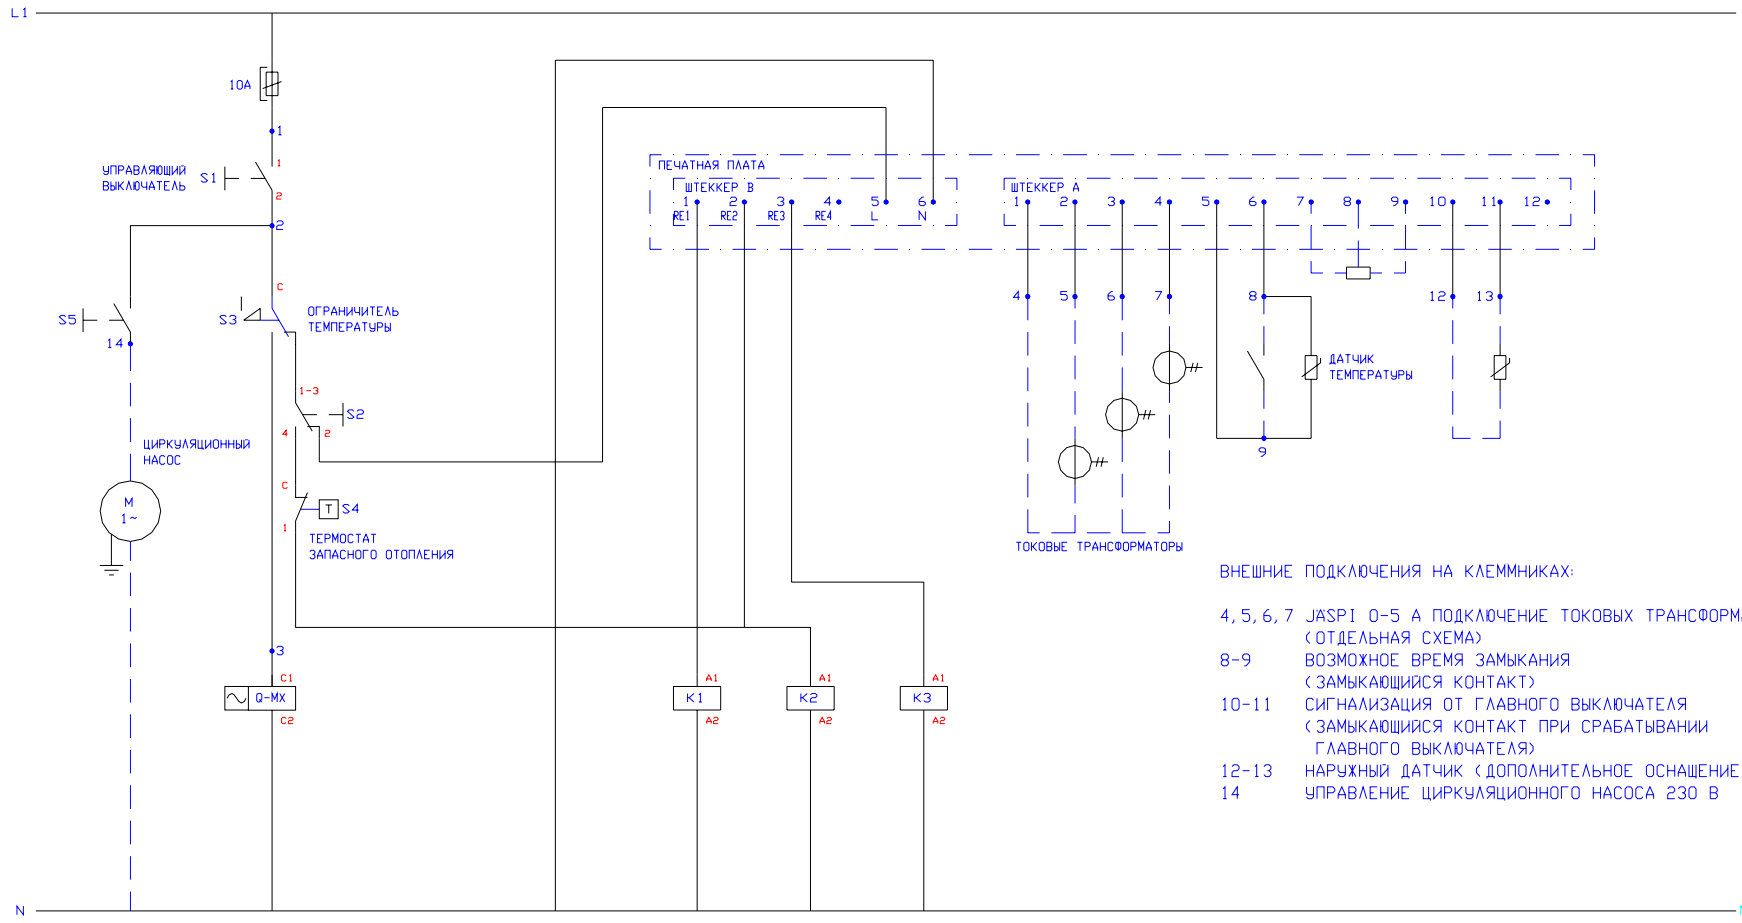 L1
10A
1
УПРАВЛЯЮЩИЙ
ВЫКЛЮЧАТЕЛЬ
S1
1
2
2
S5
14
C
S3
ОГРАНИЧИТЕЛЬ
ТЕМПЕРАТУРЫ
1-3
S2
4
2
ЦИРКУЛЯЦИОННЫЙ
НАСОС
M
1~
C
T
S4
1
ТЕРМОСТАТ
ЗАПАСНОГО ОТОПЛЕНИЯ
3
C1
Q-MX
C2
ПЕЧАТНАЯ ПЛАТА
ШТЕККЕР B
1 2 3 4 5 6
RE1 RE2 RE3 RE4 L N
ШТЕККЕР A
1 2 3 4 5 6 7 8 9 10 11 12
4 5 6 7 8 12 13
ДАТЧИК
ТЕМПЕРАТУРЫ
9
ТОКОВЫЕ ТРАНСФОРМАТОРЫ
A1 A1 A1
K1 K2 K3
A2 A2 A2
ВНЕШНИЕ ПОДКЛЮЧЕНИЯ НА КЛЕММНИКАХ:
4,5,6,7 JÄSPI 0-5 A ПОДКЛЮЧЕНИЕ ТОКОВЫХ ТРАНСФОРМ
(ОТДЕЛЬНАЯ СХЕМА)
8-9 ВОЗМОЖНОЕ ВРЕМЯ ЗАМЫКАНИЯ
(ЗАМЫКАЮЩИЙСЯ КОНТАКТ)
10-11 СИГНАЛИЗАЦИЯ ОТ ГЛАВНОГО ВЫКЛЮЧАТЕЛЯ
(ЗАМЫКАЮЩИЙСЯ КОНТАКТ ПРИ СРАБАТЫВАНИИ
ГЛАВНОГО ВЫКЛЮЧАТЕЛЯ)
12-13 НАРУЖНЫЙ ДАТЧИК (ДОПОЛНИТЕЛЬНОЕ ОСНАЩЕНИЕ
14 УПРАВЛЕНИЕ ЦИРКУЛЯЦИОННОГО НАСОСА 230 В
N